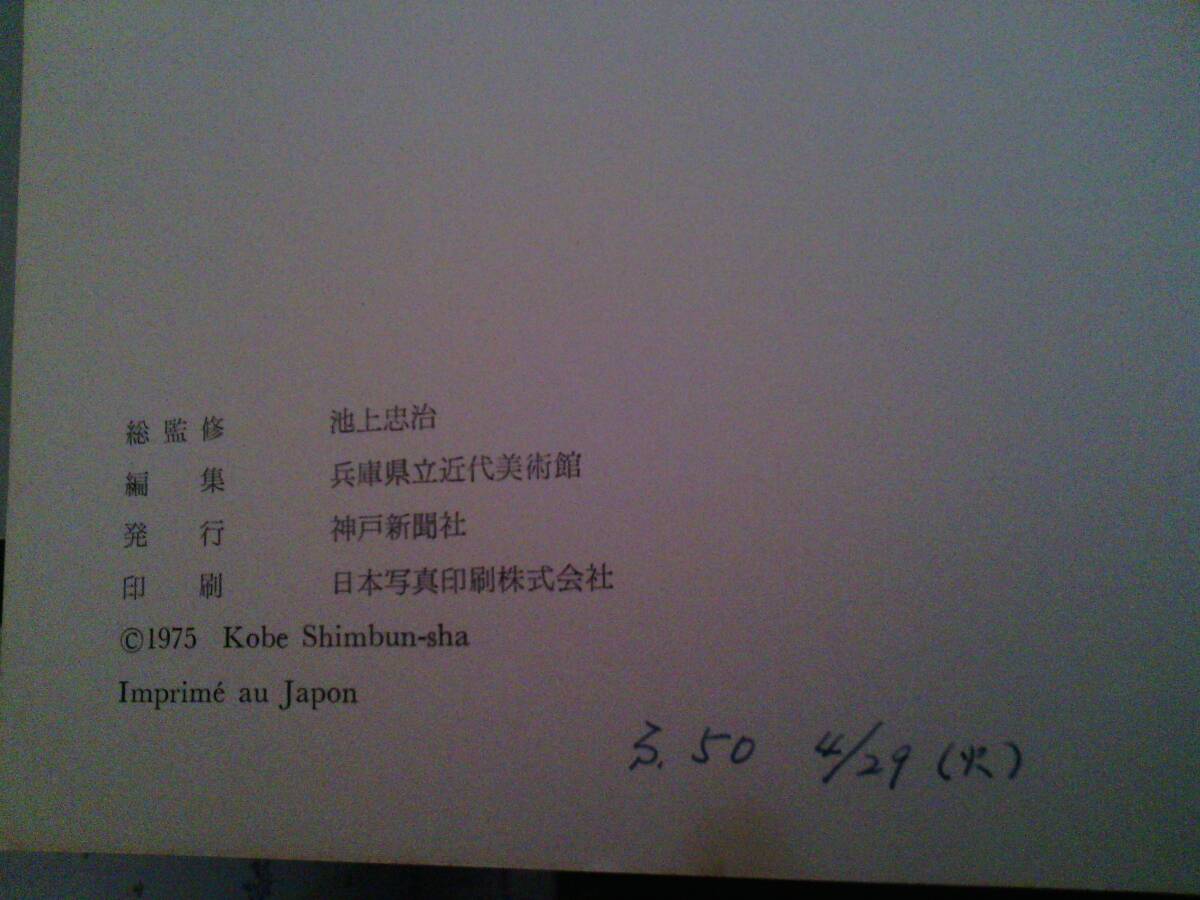 総監修 池上忠治
編集 兵庫県立近代美術館
発行 神戸新聞社
印刷 日本写真印刷株式会社
©1975 Kobe Shimbun-sha
Imprimé au Japon
50 4/29(火)